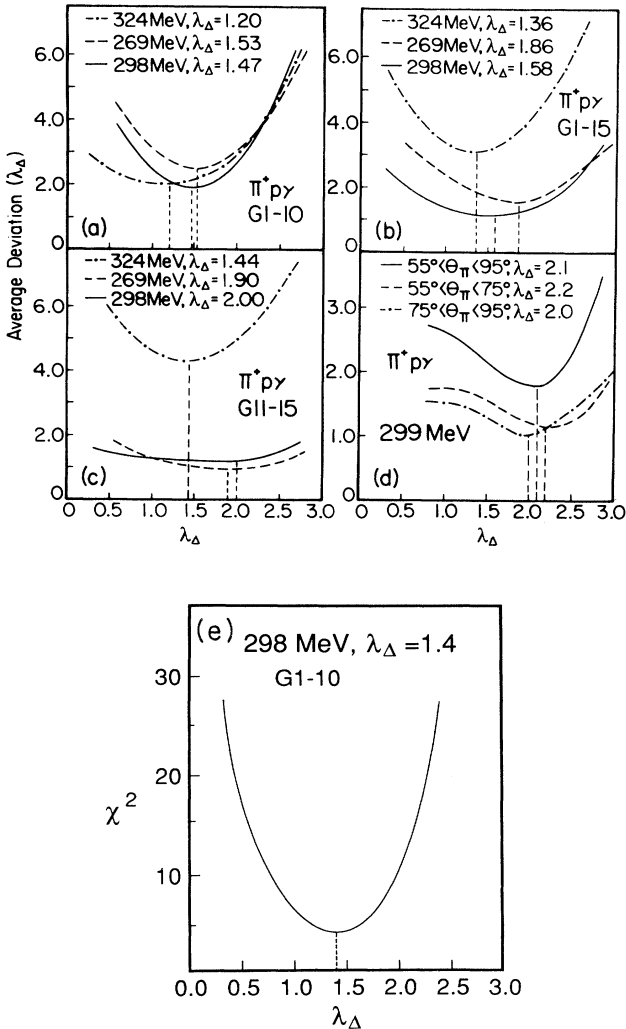 324MeV, λΔ=1.20
269MeV, λΔ=1.53
298MeV, λΔ=1.47
6.0
4.0
2.0
0
(a)
π⁺pγ
G1-10
324MeV, λΔ=1.36
269MeV, λΔ=1.86
298MeV, λΔ=1.58
6.0
4.0
2.0
0
(b)
π⁺pγ
G1-15
Average Deviation (λΔ)
324MeV, λΔ=1.44
269MeV, λΔ=1.90
298MeV, λΔ=2.00
6.0
4.0
2.0
0
(c)
π⁺pγ
G11-15
0 0.5 1.0 1.5 2.0 2.5 3.0
λΔ
55°<θπ<95°, λΔ=2.1
55°<θπ<75°, λΔ=2.2
75°<θπ<95°, λΔ=2.0
3.0
2.0
1.0
0
π⁺pγ
299MeV
(d)
0.5 1.0 1.5 2.0 2.5 3.0
λΔ
(e) 298 MeV, λΔ=1.4
G1-10
30
20
10
χ²
0.0 0.5 1.0 1.5 2.0 2.5 3.0
λΔ